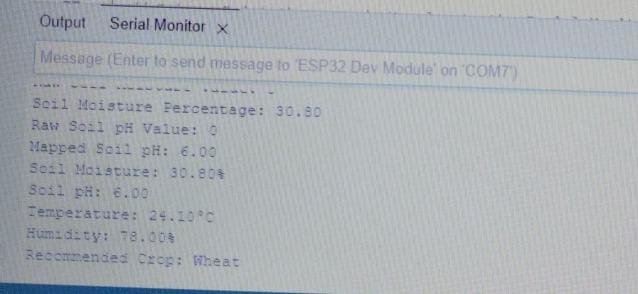 Output Serial Monitor X
Message (Enter to send message to 'ESP32 Dev Module' on 'COM7')
Soil Moisture Percentage: 30.80
Raw Soil pH Value: 0
Mapped Soil pH: 6.00
Soil Moisture: 30.80%
Soil pH: 6.00
Temperature: 24.10°C
Humidity: 78.00%
Recommended Crop: Wheat